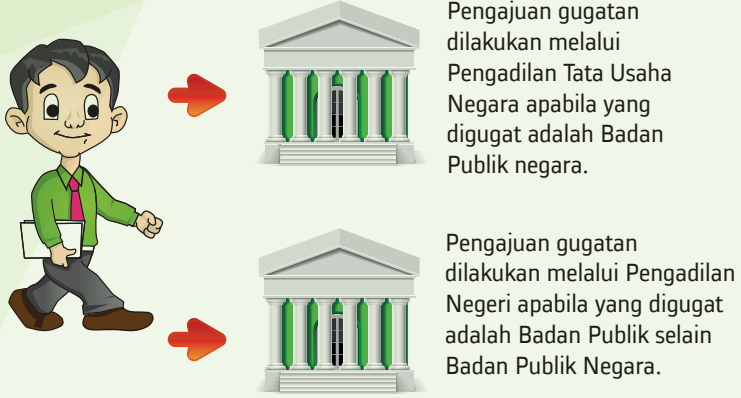 Pengajuan gugatan
dilakukan melalui
Pengadilan Tata Usaha
Negara apabila yang
digugat adalah Badan
Publik negara.
Pengajuan gugatan
dilakukan melalui Pengadilan
Negeri apabila yang digugat
adalah Badan Publik selain
Badan Publik Negara.